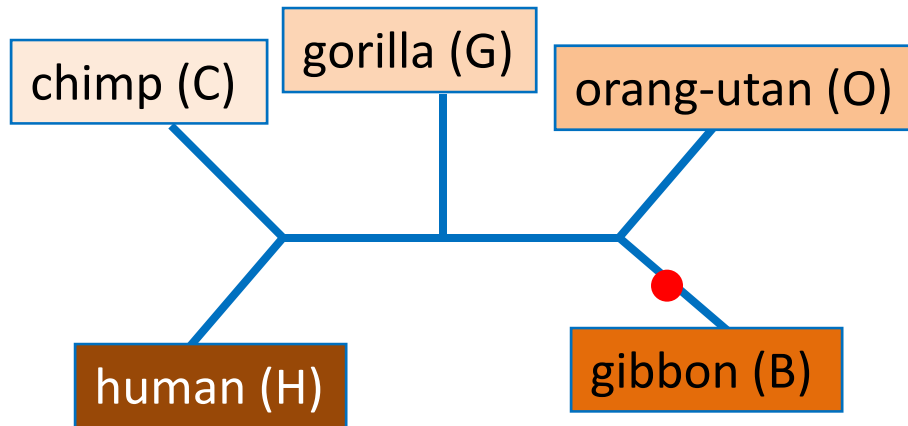 chimp (C)
gorilla (G)
orang-utan (O)
human (H)
gibbon (B)